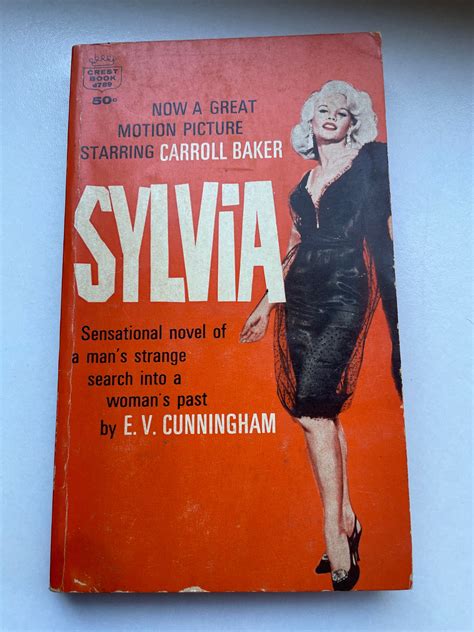 CREST
BOOK
d789
50¢
NOW A GREAT
MOTION PICTURE
STARRING CARROLL BAKER
SYLViA
Sensational novel of
a man's strange
search into a
woman's past
by E. V. CUNNINGHAM